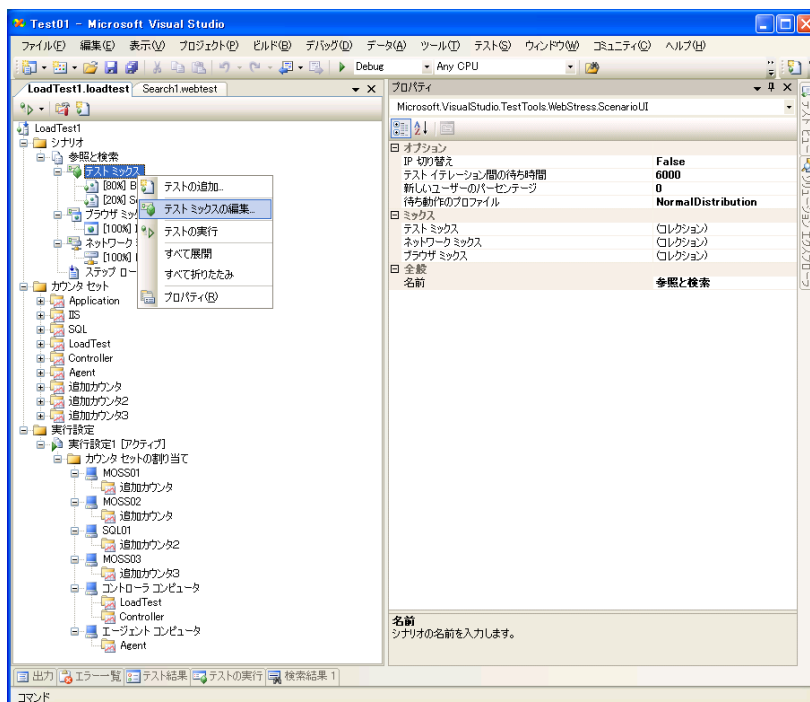 Test01 - Microsoft Visual Studio
ファイル(F) 編集(E) 表示(V) プロジェクト(P) ビルド(B) デバッグ(D) データ(A) ツール(T) テスト(S) ウィンドウ(W) コミュニティ(C) ヘルプ(H)
Debug Any CPU
LoadTest1.loadtest Search1.webtest
LoadTest1
シナリオ
参照と検索
テスト ミックス
[80%] B
[20%] Se
ブラウザ ミッ
[100%]
ネットワーク
[100%]
ステップ ロー
テストの追加...
テスト ミックスの編集...
テストの実行
すべて展開
すべて折りたたみ
プロパティ(R)
カウンタ セット
Application
IIS
SQL
LoadTest
Controller
Agent
追加カウンタ
追加カウンタ2
追加カウンタ3
実行設定
実行設定1 [アクティブ]
カウンタ セットの割り当て
MOSS01
追加カウンタ
MOSS02
追加カウンタ
SQL01
追加カウンタ2
MOSS03
追加カウンタ3
コントローラ コンピュータ
LoadTest
Controller
エージェント コンピュータ
Agent
プロパティ
Microsoft.VisualStudio.TestTools.WebStress.ScenarioUI
オプション
IP 切り替え False
テスト イテレーション間の待ち時間 6000
新しいユーザーのパーセンテージ 0
待ち動作のプロファイル NormalDistribution
ミックス
テスト ミックス (コレクション)
ネットワーク ミックス (コレクション)
ブラウザ ミックス (コレクション)
全般
名前 参照と検索
名前
シナリオの名前を入力します。
テスト ビュー
ソリューション エクスプローラ
出力 エラー一覧 テスト結果 テストの実行 検索結果 1
コマンド